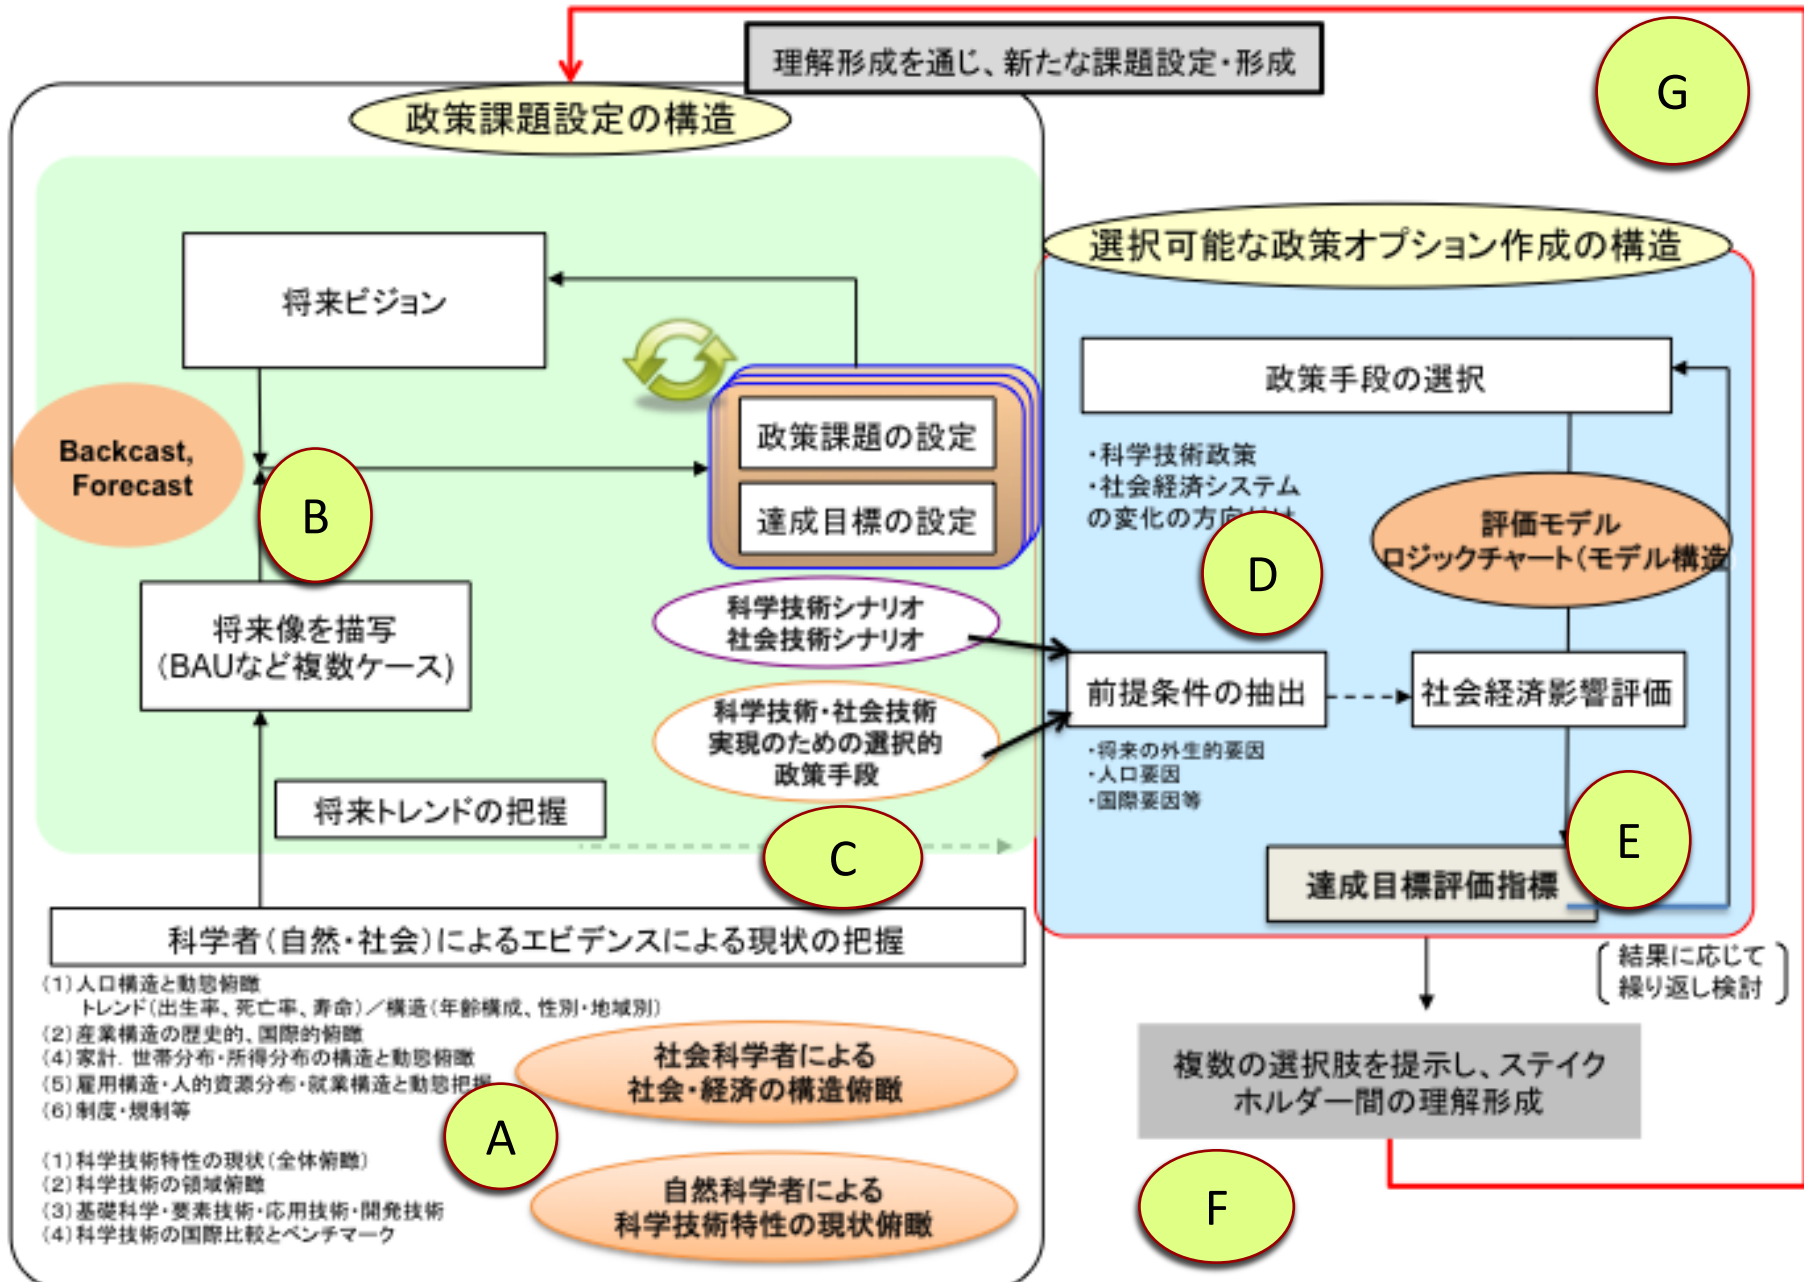 理解形成を通じ、新たな課題設定・形成
G
政策課題設定の構造
選択可能な政策オプション作成の構造
将来ビジョン
政策手段の選択
Backcast,
Forecast
B
政策課題の設定
達成目標の設定
・科学技術政策
・社会経済システム
の変化の方向付け
D
評価モデル
ロジックチャート(モデル構造
将来像を描写
(BAUなど複数ケース)
科学技術シナリオ
社会技術シナリオ
前提条件の抽出
社会経済影響評価
科学技術・社会技術
実現のための選択的
政策手段
・将来の外生的要因
・人口要因
・国際要因等
将来トレンドの把握
C
E
達成目標評価指標
科学者(自然・社会)によるエビデンスによる現状の把握
結果に応じて
繰り返し検討
(1)人口構造と動態俯瞰
トレンド(出生率、死亡率、寿命)/構造(年齢構成、性別・地域別)
(2)産業構造の歴史的、国際的俯瞰
(4)家計、世帯分布・所得分布の構造と動態俯瞰
(5)雇用構造・人的資源分布・就業構造と動態把握
(6)制度・規制等
社会科学者による
社会・経済の構造俯瞰
A
複数の選択肢を提示し、ステイク
ホルダー間の理解形成
(1)科学技術特性の現状(全体俯瞰)
(2)科学技術の領域俯瞰
(3)基礎科学・要素技術・応用技術・開発技術
(4)科学技術の国際比較とベンチマーク
自然科学者による
科学技術特性の現状俯瞰
F